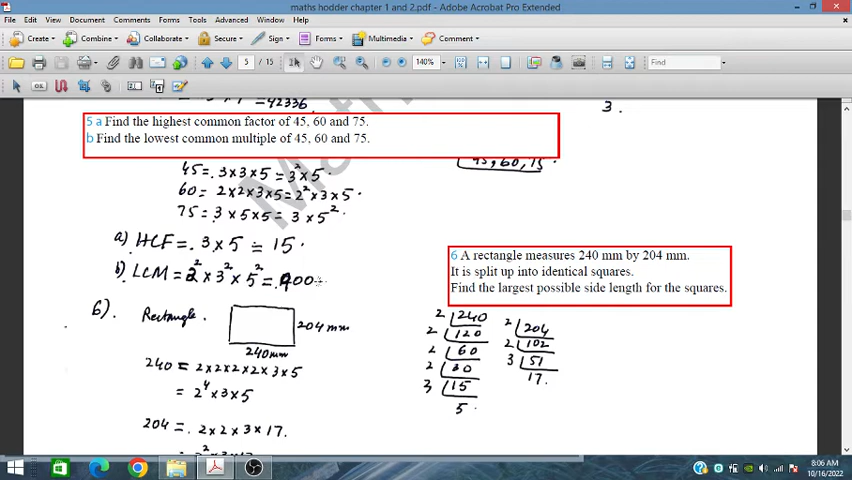 maths hodder chapter 1 and 2.pdf - Adobe Acrobat Pro Extended
File Edit View Document Comments Forms Tools Advanced Window Help
Create Combine Collaborate Secure Sign Forms Multimedia Comment
5 / 15 140% Find
= 42336.
3.
5 a Find the highest common factor of 45, 60 and 75.
b Find the lowest common multiple of 45, 60 and 75.
45, 60, 15
45 = 3×3×5 = 3²×5.
60 = 2×2×3×5 = 2²×3×5.
75 = 3×5×5 = 3×5².
a) HCF = 3×5 = 15.
b) LCM = 2²×3²×5² = 900
6 A rectangle measures 240 mm by 204 mm.
It is split up into identical squares.
Find the largest possible side length for the squares.
6). Rectangle.
204 mm
240mm
240 = 2×2×2×2×3×5
= 2⁴×3×5
204 = 2×2×3×17.
2 240
2 120
2 60
2 30
3 15
5.
2 204
2 102
3 51
17.
8:06 AM
10/16/2022